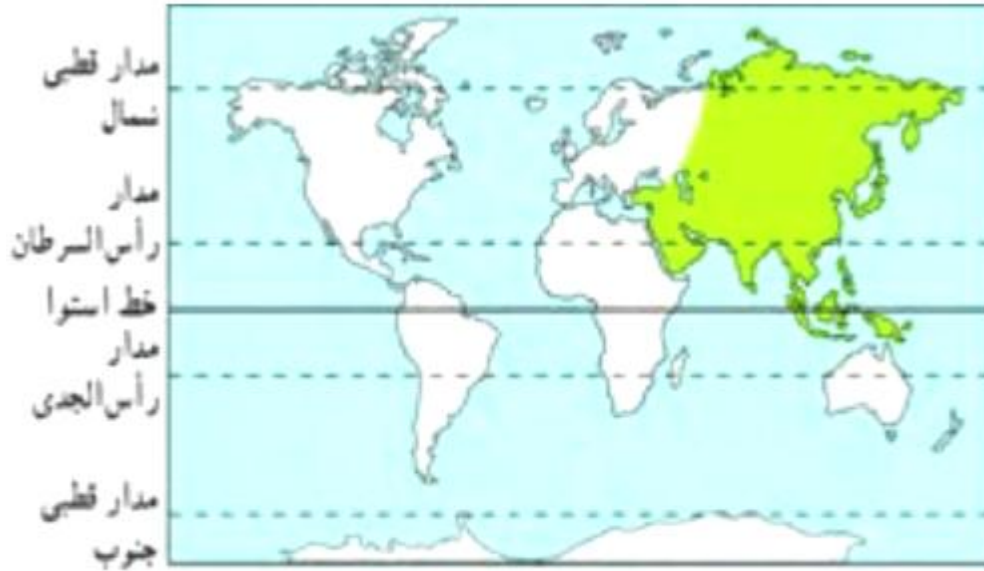 مدار قطبی
شمال
مدار
رأس‌السرطان
خط استوا
مدار
رأس‌الجدی
مدار قطبی
جنوب